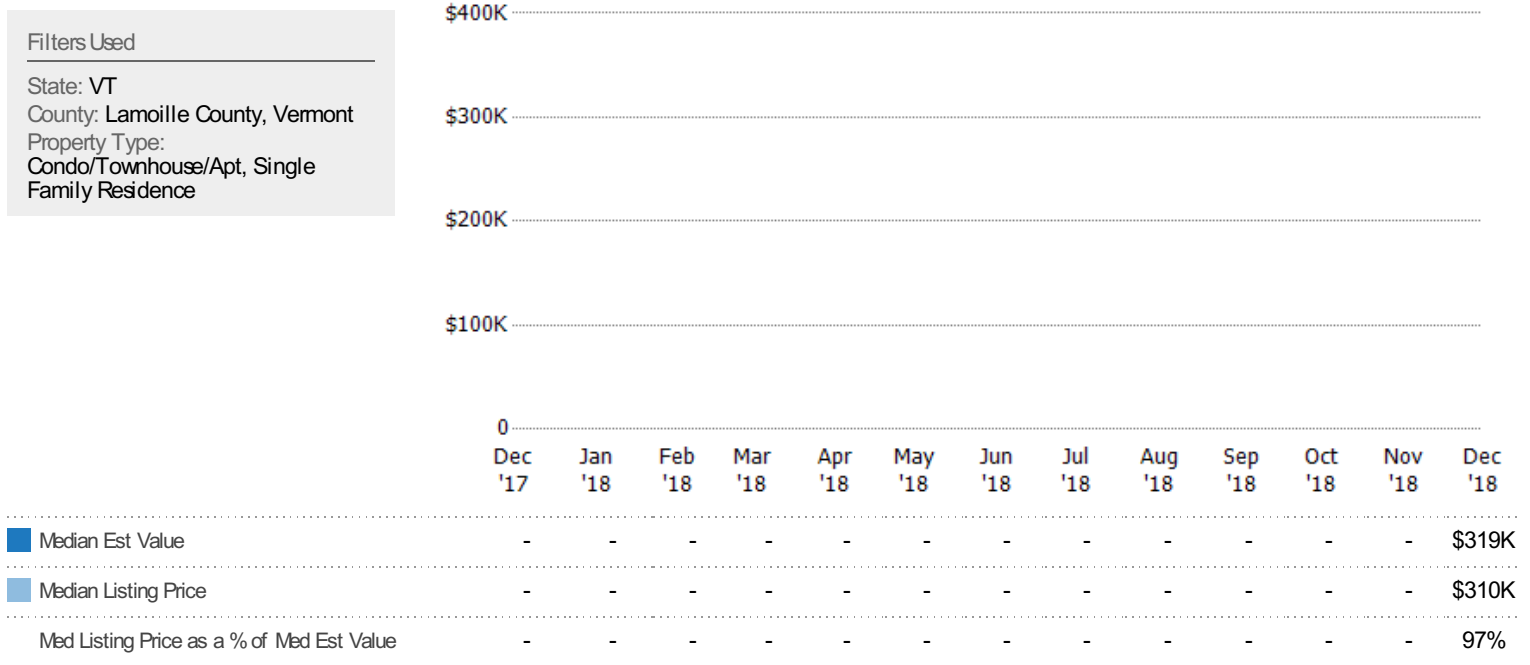 Filters Used
State: VT
County: Lamoille County, Vermont
Property Type:
Condo/Townhouse/Apt, Single
Family Residence
$400K
$300K
$200K
$100K
0
Dec Jan Feb Mar Apr May Jun Jul Aug Sep Oct Nov Dec
'17 '18 '18 '18 '18 '18 '18 '18 '18 '18 '18 '18 '18
Median Est Value - - - - - - - - - - - - $319K
Median Listing Price - - - - - - - - - - - - $310K
Med Listing Price as a % of Med Est Value - - - - - - - - - - - - 97%